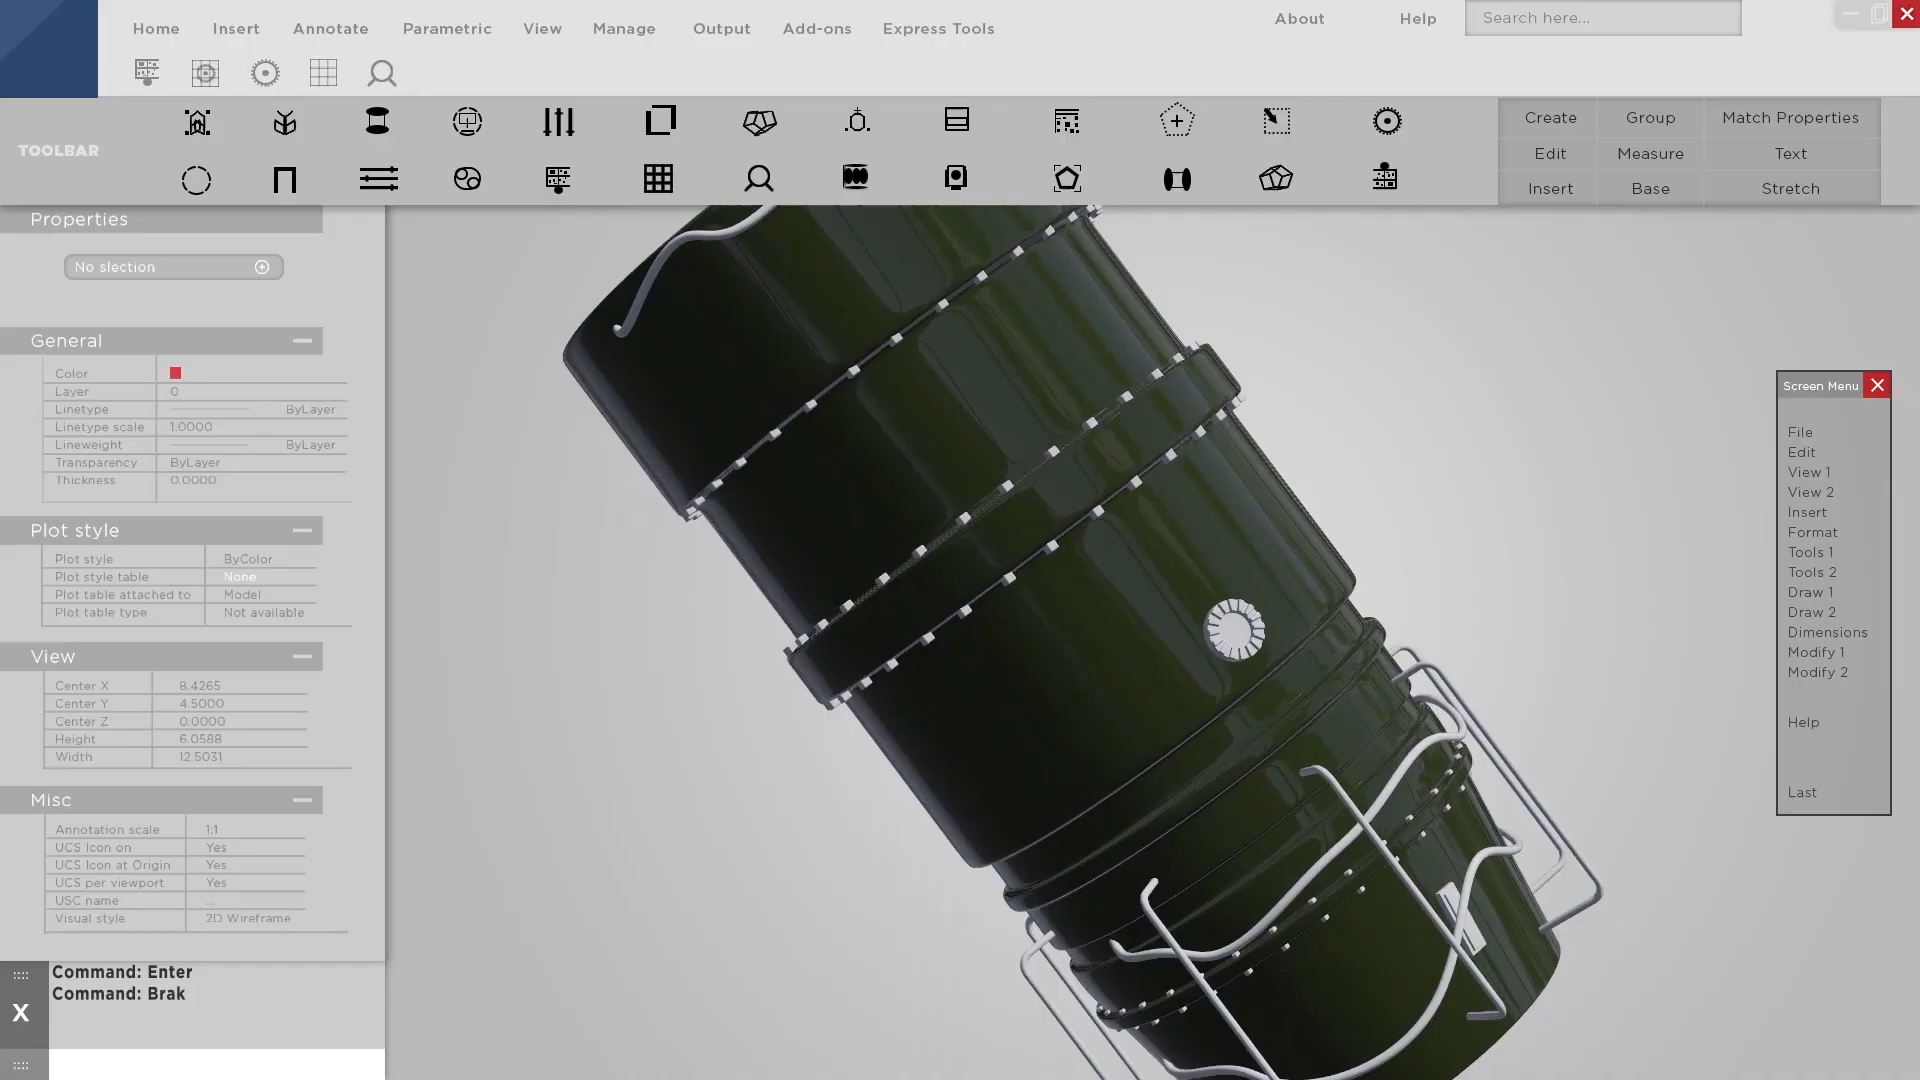 Home Insert Annotate Parametric View Manage Output Add-ons Express Tools About Help Search here...
TOOLBAR
Create Group Match Properties
Edit Measure Text
Insert Base Stretch
Properties
No slection
General
Color
Layer 0
Linetype ByLayer
Linetype scale 1.0000
Lineweight ByLayer
Transparency ByLayer
Thickness 0.0000
Plot style
Plot style ByColor
Plot style table None
Plot table attached to Model
Plot table type Not available
View
Center X 8.4265
Center Y 4.5000
Center Z 0.0000
Height 6.0588
Width 12.5031
Misc
Annotation scale 1:1
UCS Icon on Yes
UCS Icon at Origin Yes
UCS per viewport Yes
USC name ...
Visual style 2D Wireframe
Command: Enter
Command: Brak
X
Screen Menu
File
Edit
View 1
View 2
Insert
Format
Tools 1
Tools 2
Draw 1
Draw 2
Dimensions
Modify 1
Modify 2
Help
Last